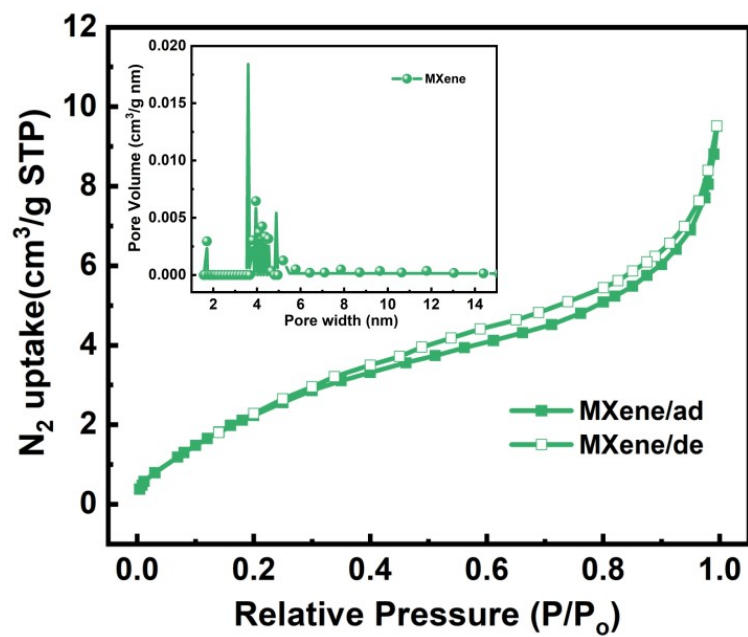 12
10
8
6
4
2
0
N₂ uptake(cm³/g STP)
0.0 0.2 0.4 0.6 0.8 1.0
Relative Pressure (P/Pₒ)
MXene/ad
MXene/de
0.020
0.015
0.010
0.005
0.000
Pore Volume (cm³/g nm)
MXene
2 4 6 8 10 12 14
Pore width (nm)